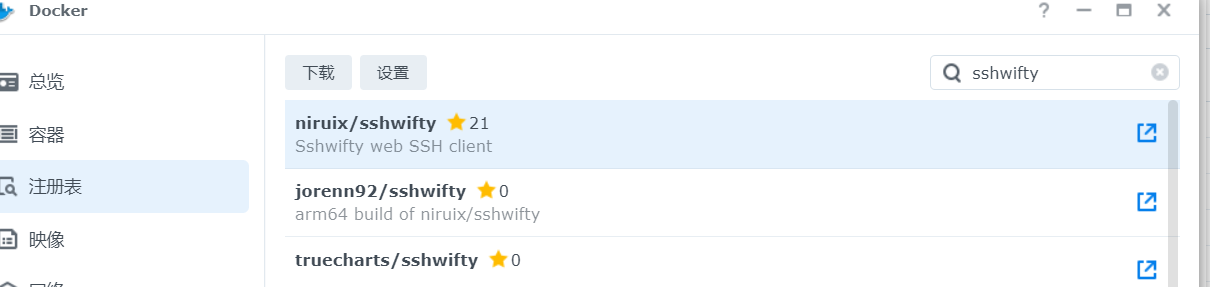 Docker
总览
容器
注册表
映像
下载
设置
sshwifty
niruix/sshwifty 21
Sshwifty web SSH client
jorenn92/sshwifty 0
arm64 build of niruix/sshwifty
truecharts/sshwifty 0